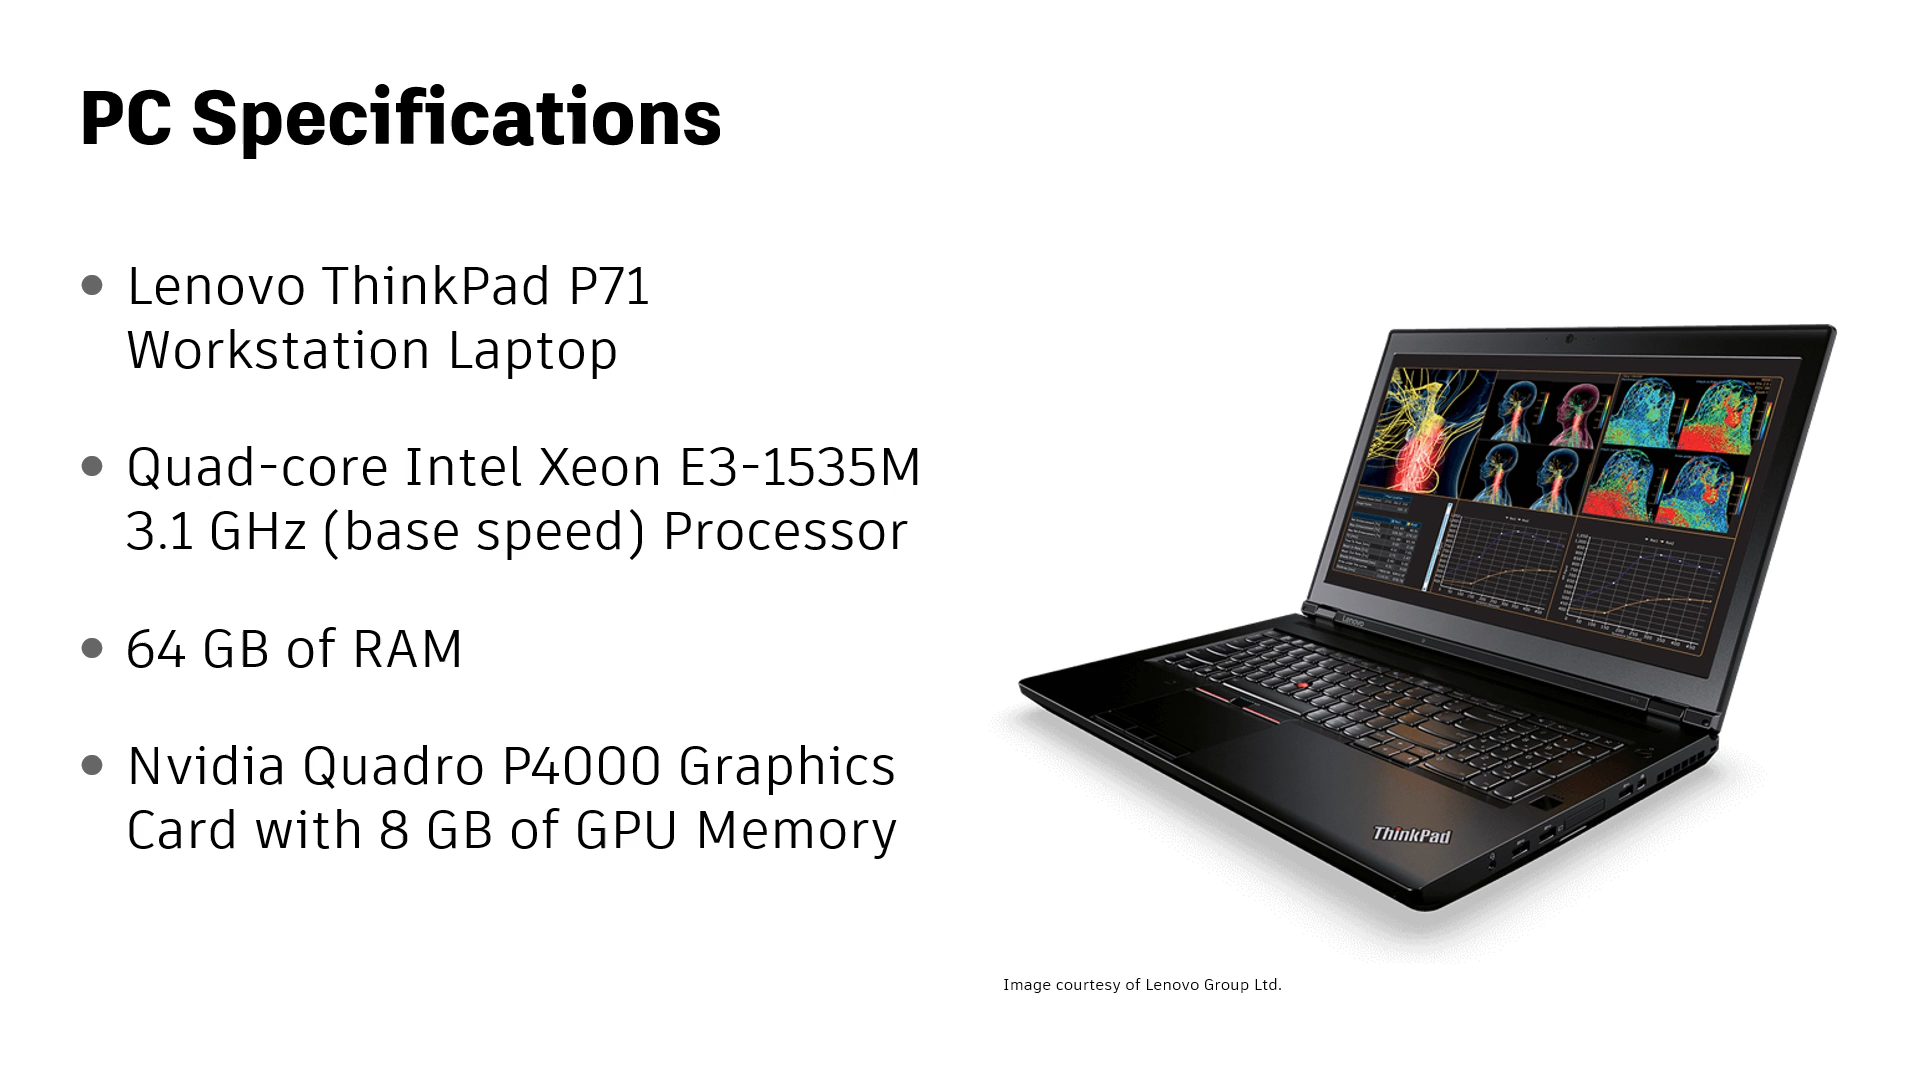 PC Specifications
Lenovo ThinkPad P71
Workstation Laptop
Quad-core Intel Xeon E3-1535M
3.1 GHz (base speed) Processor
64 GB of RAM
Nvidia Quadro P4000 Graphics
Card with 8 GB of GPU Memory
Lenovo
ThinkPad
Image courtesy of Lenovo Group Ltd.